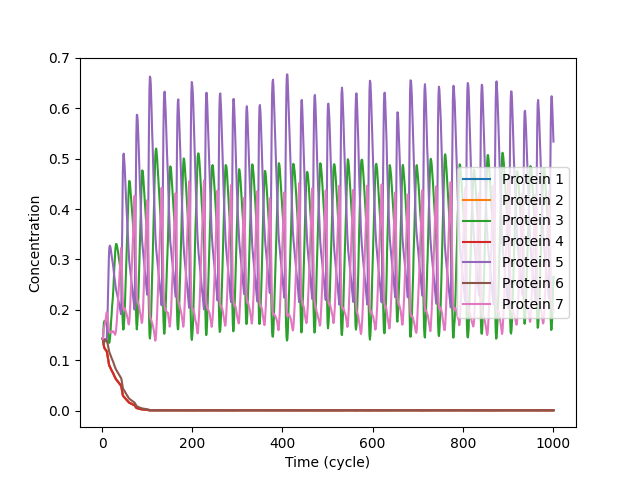 0.7
0.6
0.5
0.4
0.3
0.2
0.1
0.0
Concentration
Protein 1
Protein 2
Protein 3
Protein 4
Protein 5
Protein 6
Protein 7
0 200 400 600 800 1000
Time (cycle)